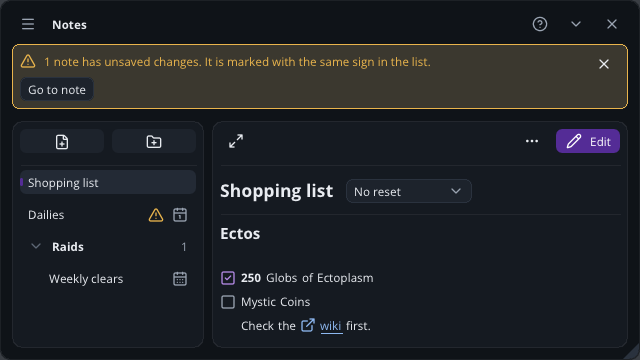 Notes
1 note has unsaved changes. It is marked with the same sign in the list.
Go to note
Edit
Shopping list
Dailies
1
Raids 1
Weekly clears
Shopping list No reset
Ectos
250 Globs of Ectoplasm
Mystic Coins
Check the wiki first.